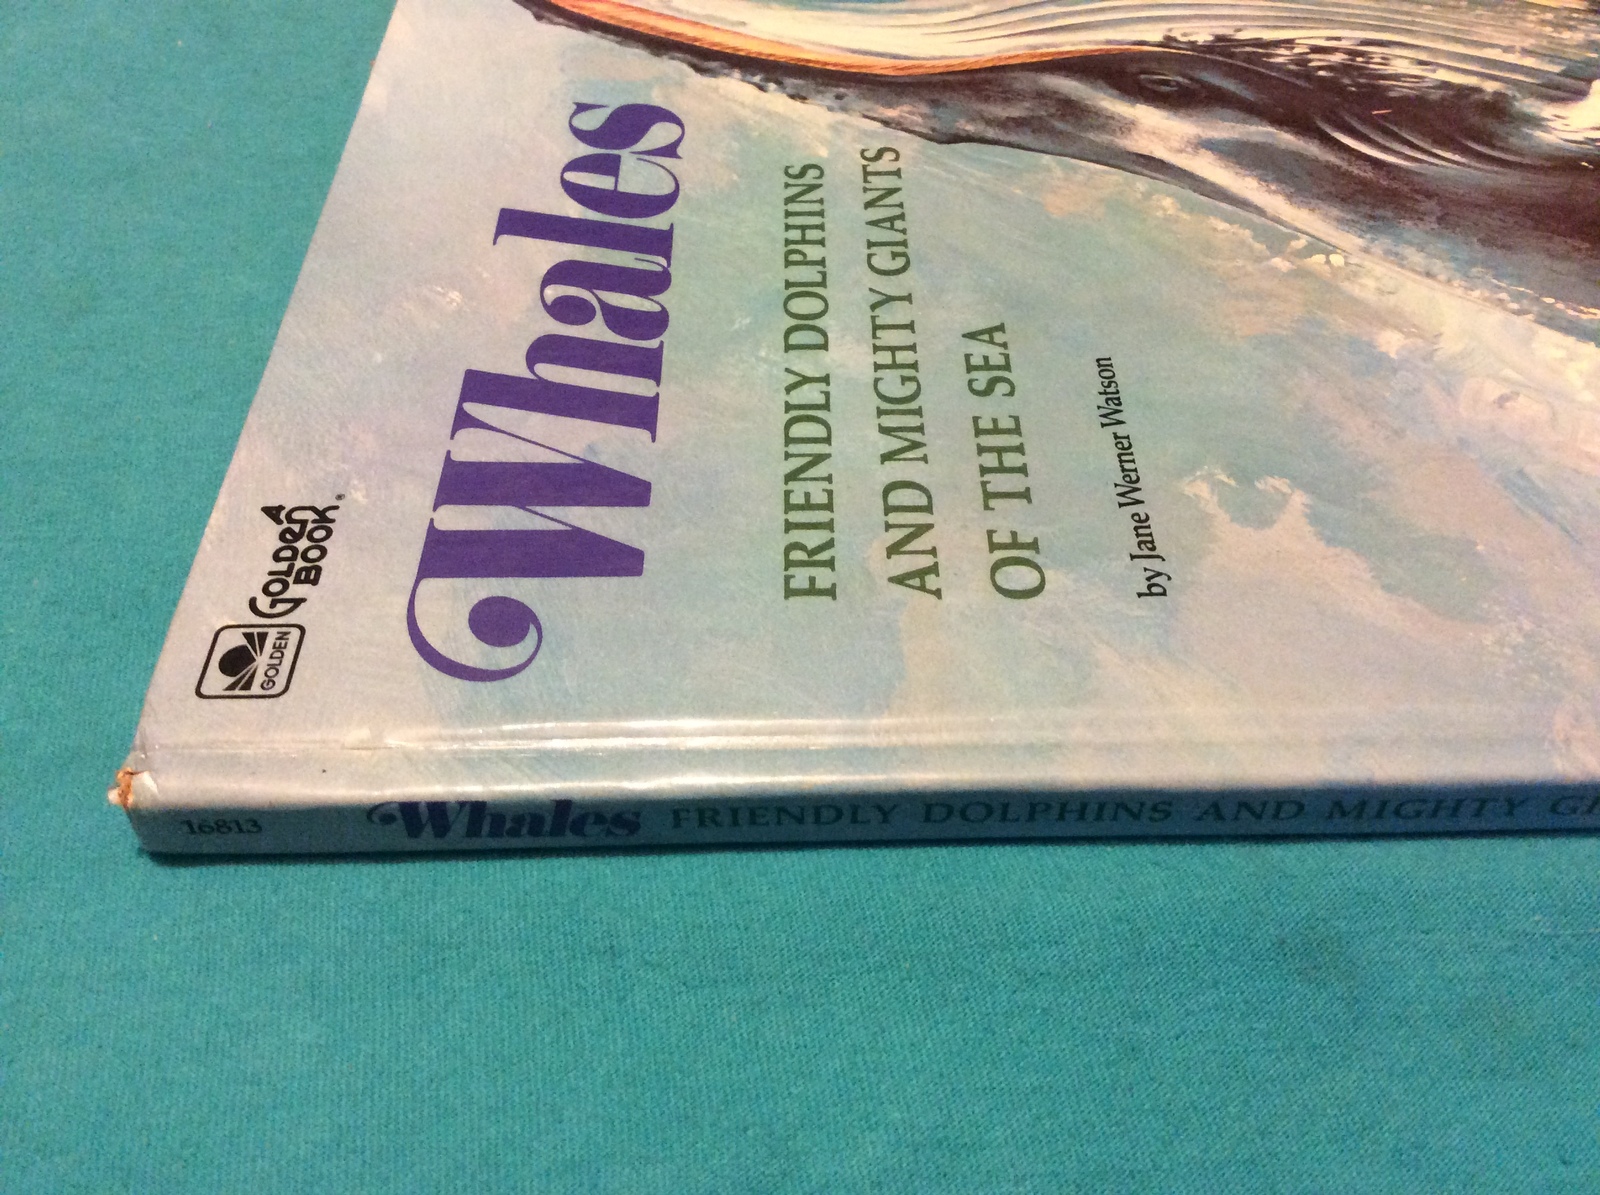 A
GOLDEN
BOOK®
GOLDEN
Whales
FRIENDLY DOLPHINS
AND MIGHTY GIANTS
OF THE SEA
by Jane Werner Watson
16813 Whales FRIENDLY DOLPHINS AND MIGHTY GI